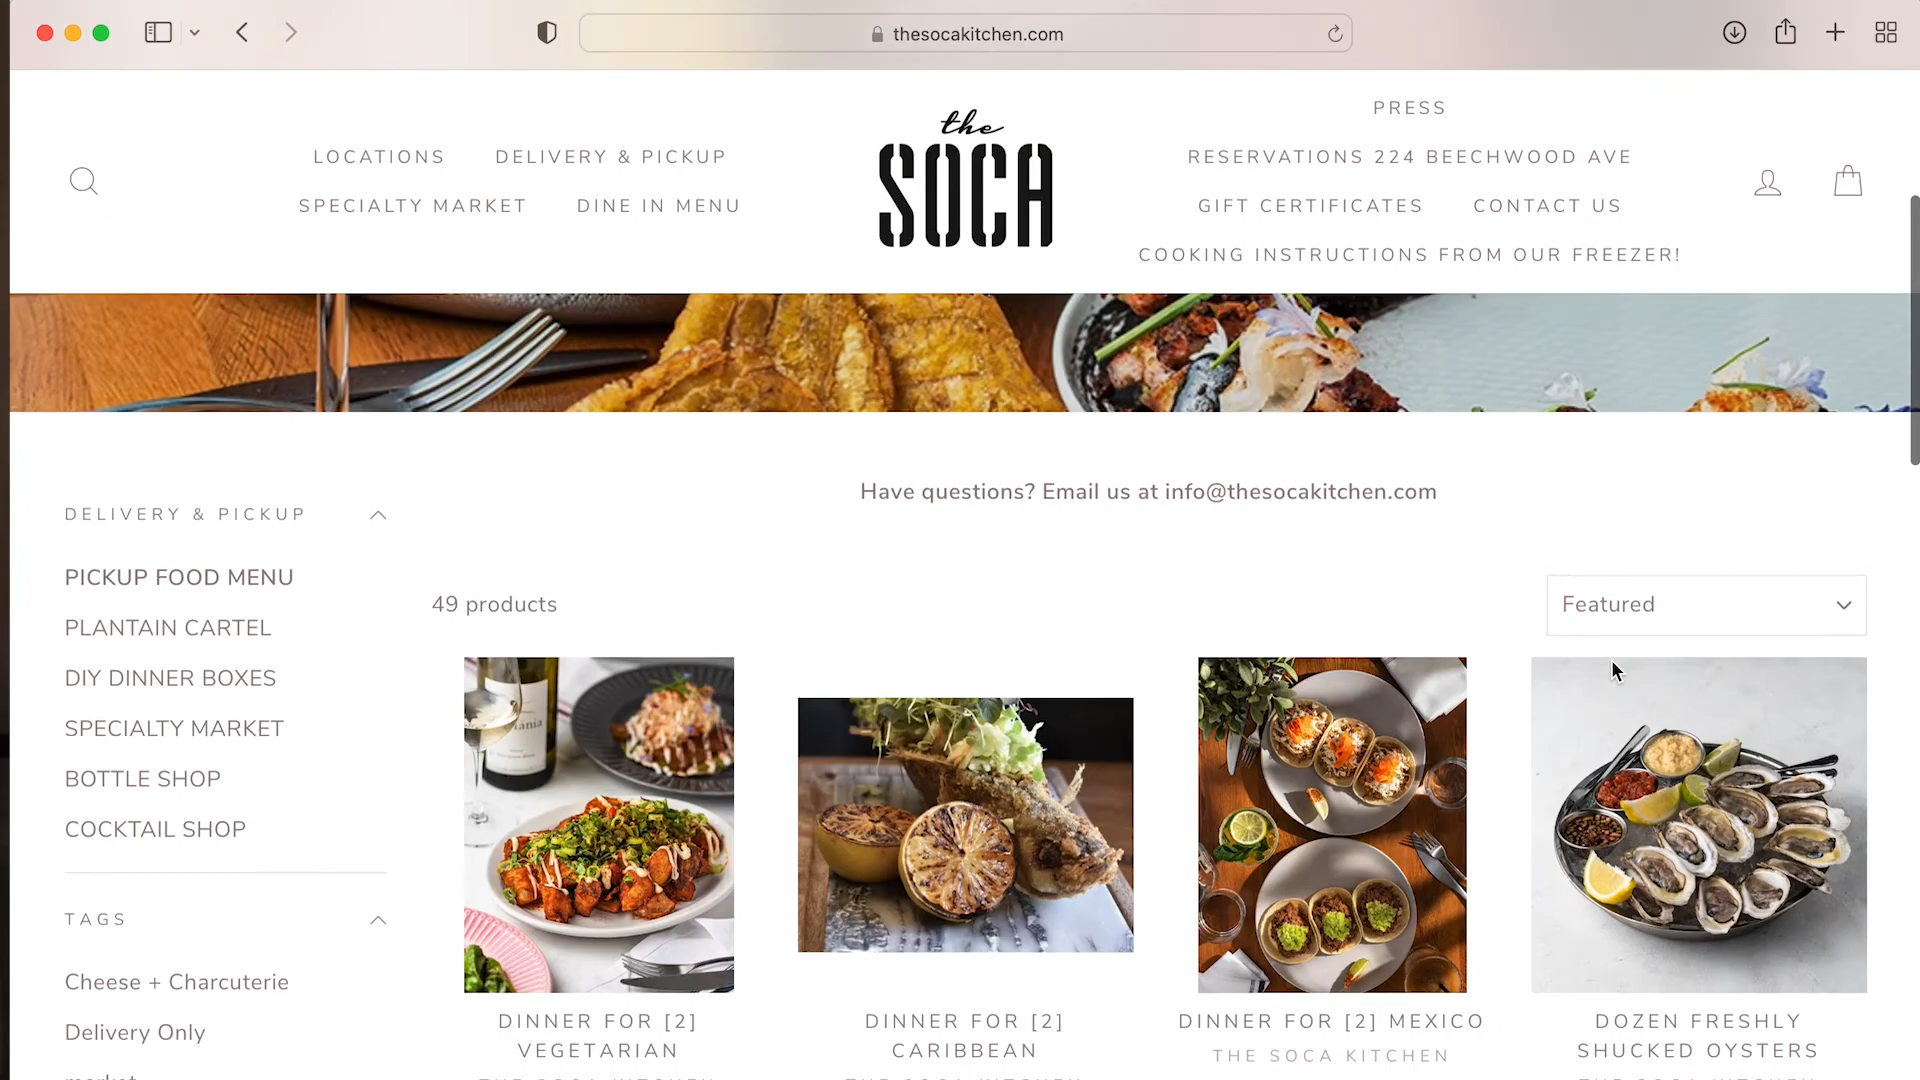 thesocakitchen.com
PRESS
LOCATIONS DELIVERY & PICKUP
SPECIALTY MARKET DINE IN MENU
the
SOCA
RESERVATIONS 224 BEECHWOOD AVE
GIFT CERTIFICATES CONTACT US
COOKING INSTRUCTIONS FROM OUR FREEZER!
Have questions? Email us at info@thesocakitchen.com
DELIVERY & PICKUP
PICKUP FOOD MENU
PLANTAIN CARTEL
DIY DINNER BOXES
SPECIALTY MARKET
BOTTLE SHOP
COCKTAIL SHOP
TAGS
Cheese + Charcuterie
Delivery Only
49 products
Featured
DINNER FOR [2]
VEGETARIAN
DINNER FOR [2]
CARIBBEAN
DINNER FOR [2] MEXICO
THE SOCA KITCHEN
DOZEN FRESHLY
SHUCKED OYSTERS